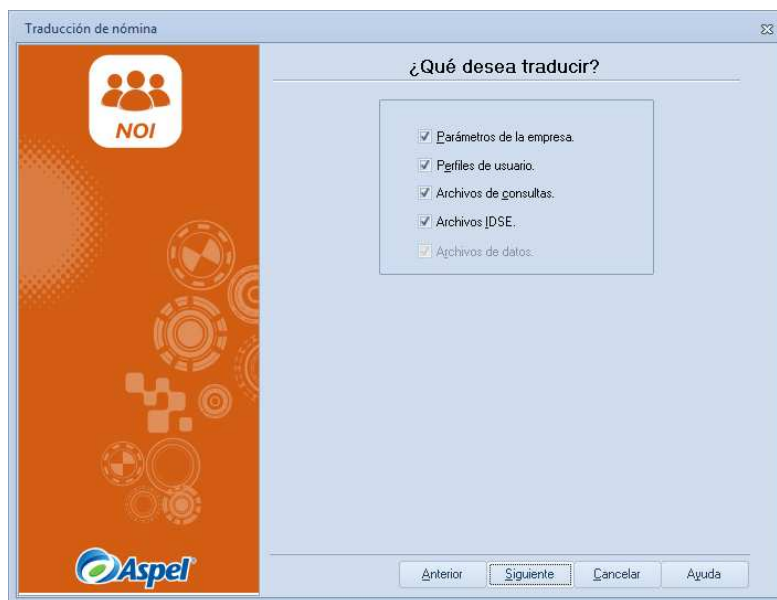 Traducción de nómina
NOI
¿Qué desea traducir?
Parámetros de la empresa.
Perfiles de usuario.
Archivos de consultas.
Archivos IDSE.
Archivos de datos.
Aspel
Anterior
Siguiente
Cancelar
Ayuda